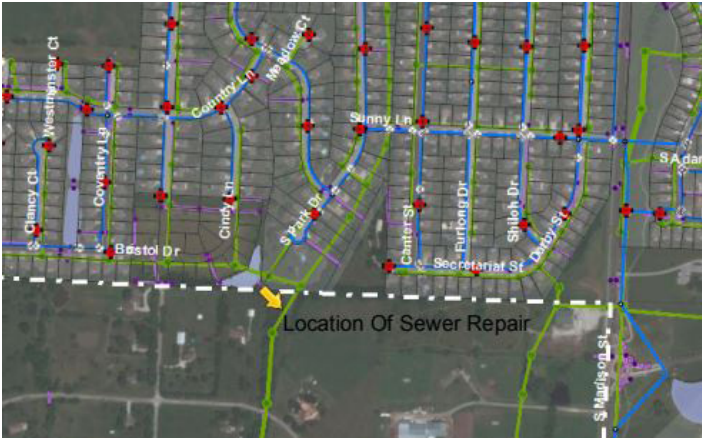 Westminster Ct
Meadow Ct
Country Ln
Sunny Ln
S Adar
Clancy Ct
Coventry Ln
Cindy Ln
S Park Dr
Center St
Furlong Dr
Shiloh Dr
Derby St
Bristol Dr
Secretariat St
Location Of Sewer Repair
S Madison St